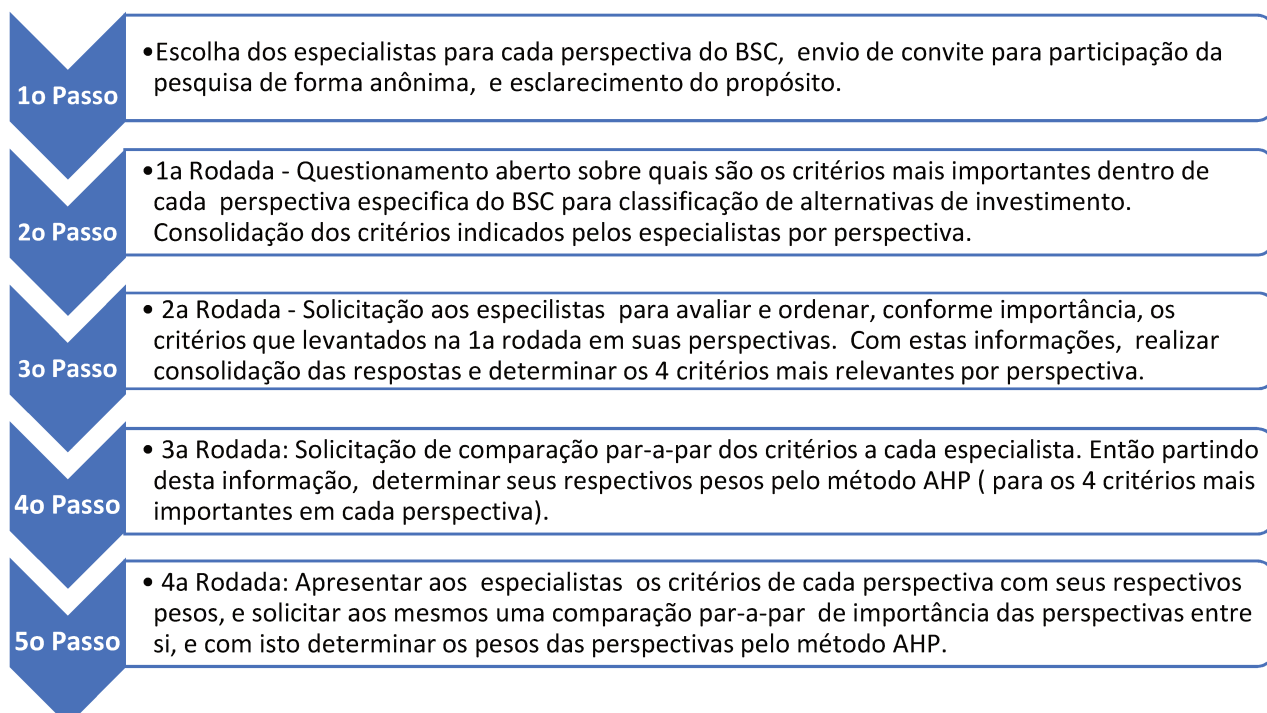 1o Passo
•Escolha dos especialistas para cada perspectiva do BSC, envio de convite para participação da
pesquisa de forma anônima, e esclarecimento do propósito.
2o Passo
•1a Rodada - Questionamento aberto sobre quais são os critérios mais importantes dentro de
cada perspectiva especifica do BSC para classificação de alternativas de investimento.
Consolidação dos critérios indicados pelos especialistas por perspectiva.
3o Passo
• 2a Rodada - Solicitação aos especilistas para avaliar e ordenar, conforme importância, os
critérios que levantados na 1a rodada em suas perspectivas. Com estas informações, realizar
consolidação das respostas e determinar os 4 critérios mais relevantes por perspectiva.
4o Passo
• 3a Rodada: Solicitação de comparação par-a-par dos critérios a cada especialista. Então partindo
desta informação, determinar seus respectivos pesos pelo método AHP ( para os 4 critérios mais
importantes em cada perspectiva).
5o Passo
• 4a Rodada: Apresentar aos especialistas os critérios de cada perspectiva com seus respectivos
pesos, e solicitar aos mesmos uma comparação par-a-par de importância das perspectivas entre
si, e com isto determinar os pesos das perspectivas pelo método AHP.